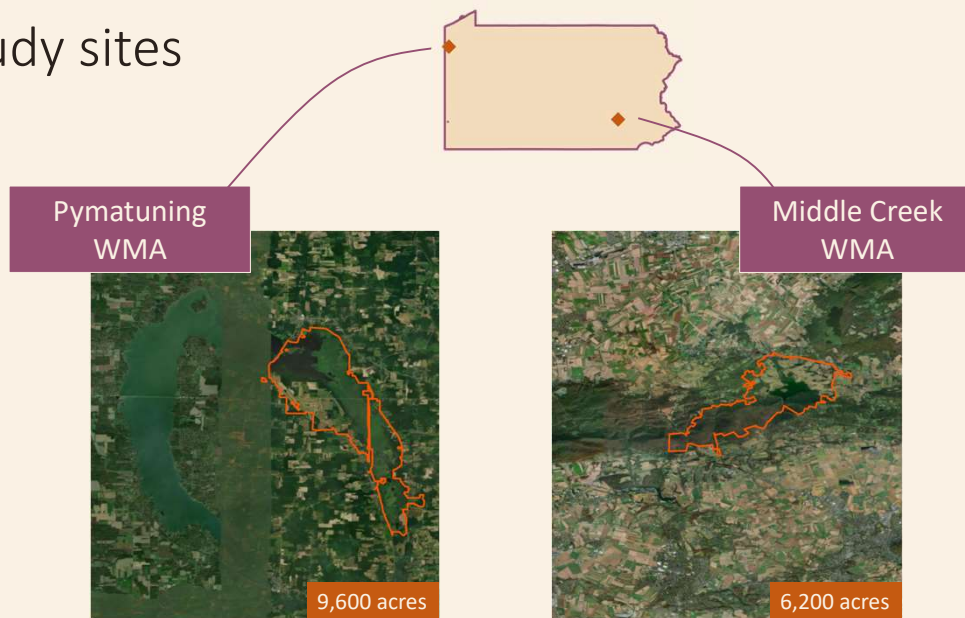 udy sites
Pymatuning
WMA
Middle Creek
WMA
9,600 acres
6,200 acres